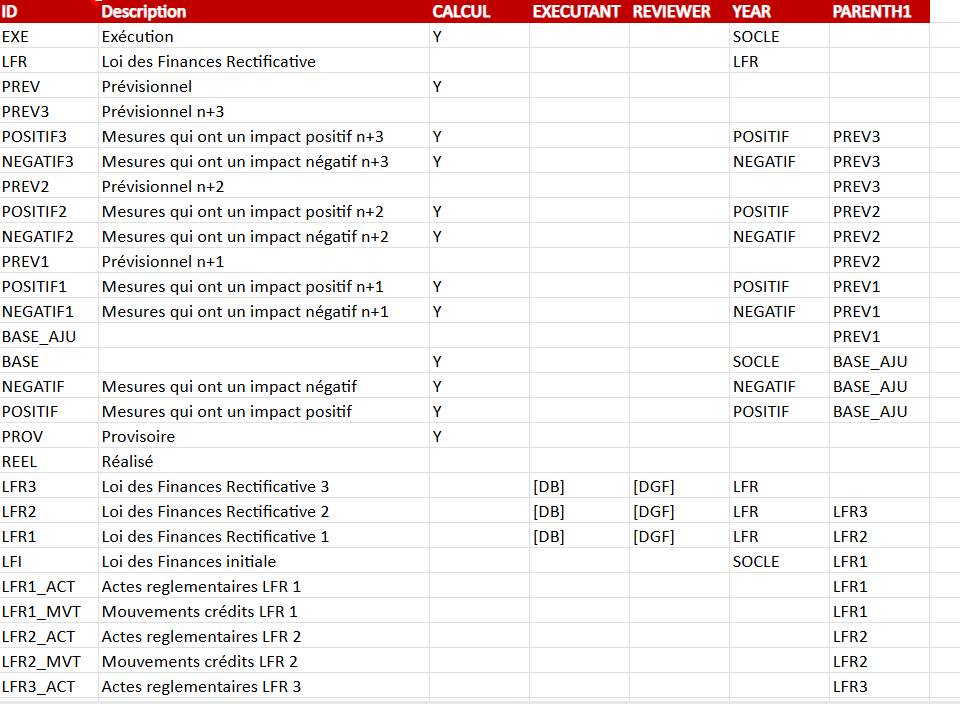 ID Description CALCUL EXECUTANT REVIEWER YEAR PARENTH1
EXE Exécution Y SOCLE
LFR Loi des Finances Rectificative LFR
PREV Prévisionnel Y
PREV3 Prévisionnel n+3
POSITIF3 Mesures qui ont un impact positif n+3 Y POSITIF PREV3
NEGATIF3 Mesures qui ont un impact négatif n+3 Y NEGATIF PREV3
PREV2 Prévisionnel n+2 PREV3
POSITIF2 Mesures qui ont un impact positif n+2 Y POSITIF PREV2
NEGATIF2 Mesures qui ont un impact négatif n+2 Y NEGATIF PREV2
PREV1 Prévisionnel n+1 PREV2
POSITIF1 Mesures qui ont un impact positif n+1 Y POSITIF PREV1
NEGATIF1 Mesures qui ont un impact négatif n+1 Y NEGATIF PREV1
BASE_AJU PREV1
BASE Y SOCLE BASE_AJU
NEGATIF Mesures qui ont un impact négatif Y NEGATIF BASE_AJU
POSITIF Mesures qui ont un impact positif Y POSITIF BASE_AJU
PROV Provisoire Y
REEL Réalisé
LFR3 Loi des Finances Rectificative 3 [DB] [DGF] LFR
LFR2 Loi des Finances Rectificative 2 [DB] [DGF] LFR LFR3
LFR1 Loi des Finances Rectificative 1 [DB] [DGF] LFR LFR2
LFI Loi des Finances initiale SOCLE LFR1
LFR1_ACT Actes reglementaires LFR 1 LFR1
LFR1_MVT Mouvements crédits LFR 1 LFR1
LFR2_ACT Actes reglementaires LFR 2 LFR2
LFR2_MVT Mouvements crédits LFR 2 LFR2
LFR3_ACT Actes reglementaires LFR 3 LFR3